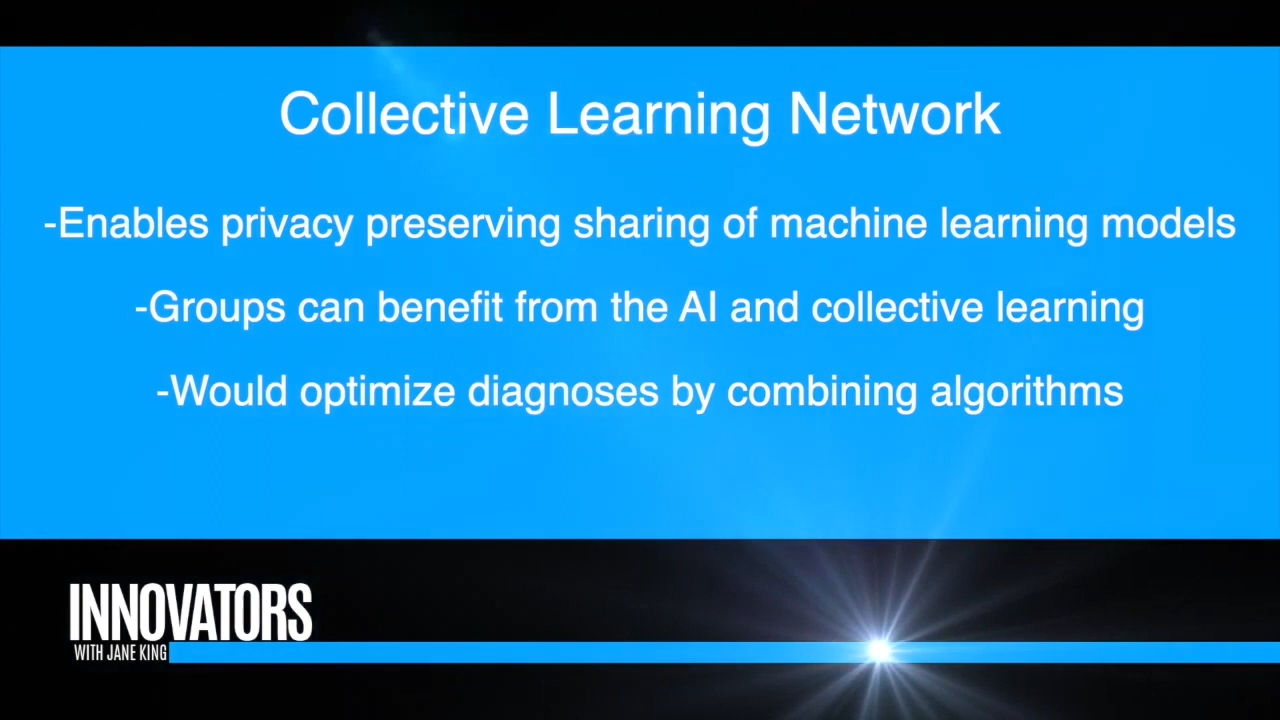 Collective Learning Network
-Enables privacy preserving sharing of machine learning models
-Groups can benefit from the AI and collective learning
-Would optimize diagnoses by combining algorithms
INNOVATORS
WITH JANE KING